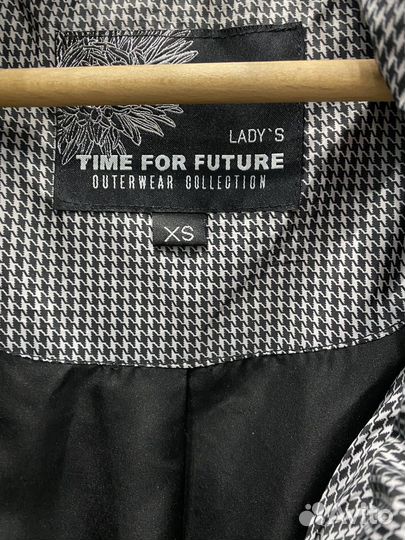 LADY`S
TIME FOR FUTURE
OUTERWEAR COLLECTION
XS
Avito